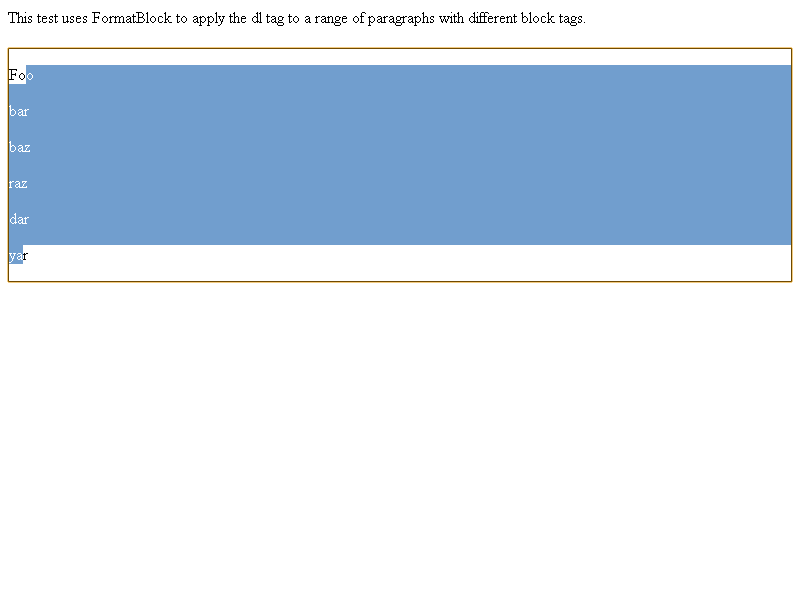 This test uses FormatBlock to apply the dl tag to a range of paragraphs with different block tags.
Foo
bar
baz
raz
dar
yar